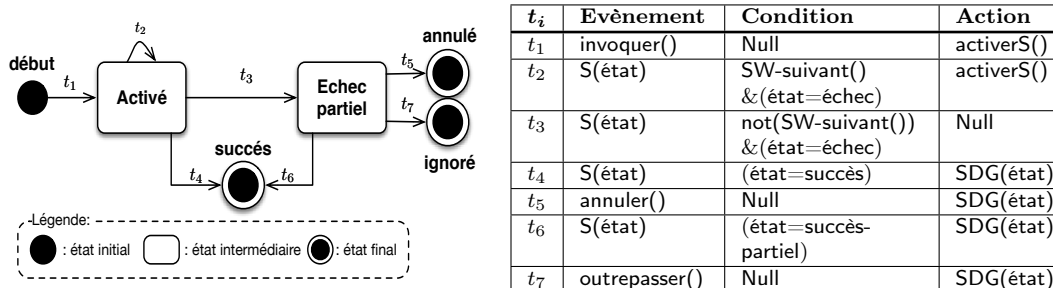 t2
annulé
début
t1
t3
t5
Activé
Echec
partiel
t7
succés
t4
t6
ignoré
Légende:
: état initial
: état intermédiaire
: état final
ti Evènement Condition Action
t1 invoquer() Null activerS()
t2 S(état) SW-suivant() activerS()
&(état=échec)
t3 S(état) not(SW-suivant()) Null
&(état=échec)
t4 S(état) (état=succès) SDG(état)
t5 annuler() Null SDG(état)
t6 S(état) (état=succès- SDG(état)
partiel)
t7 outrepasser() Null SDG(état)